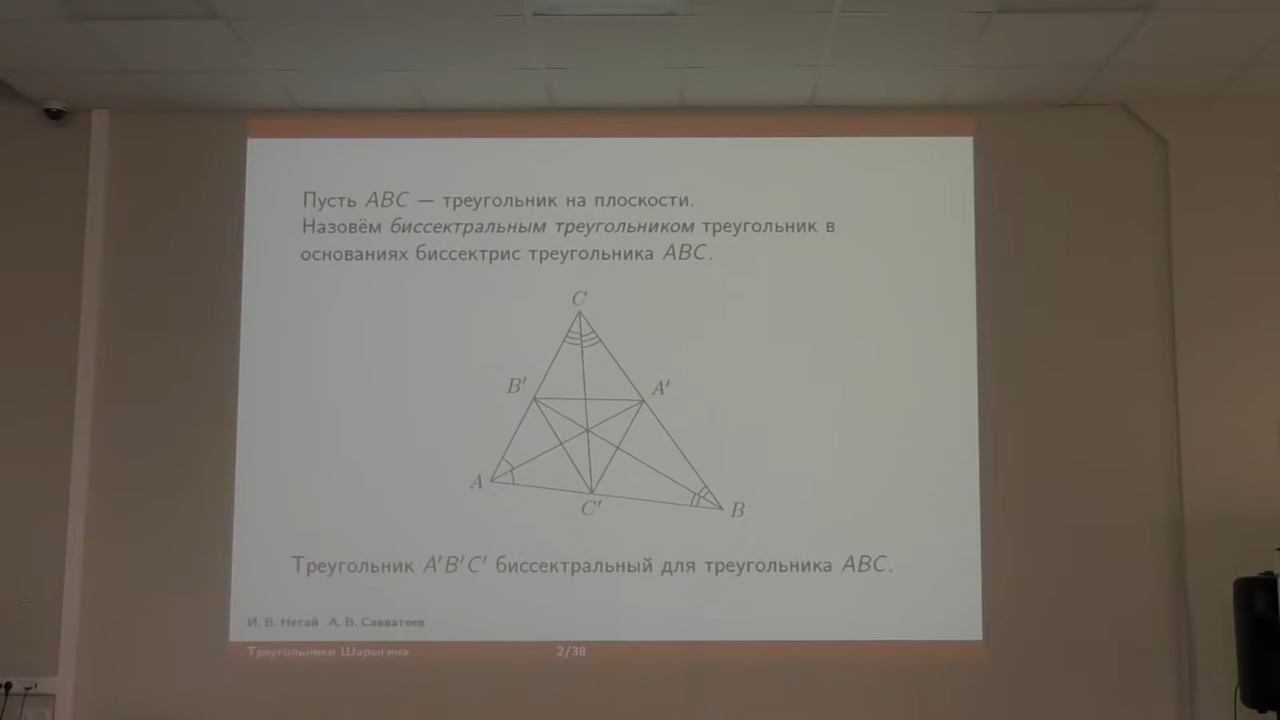 Пусть ABC — треугольник на плоскости.
Назовём биссектральным треугольником треугольник в
основаниях биссектрис треугольника ABC.
C
B′
A′
A
C′
B
Треугольник A′B′C′ биссектральный для треугольника ABC.
И. В. Нетай А. В. Савватеев
Треугольники Шарыгина 2/38